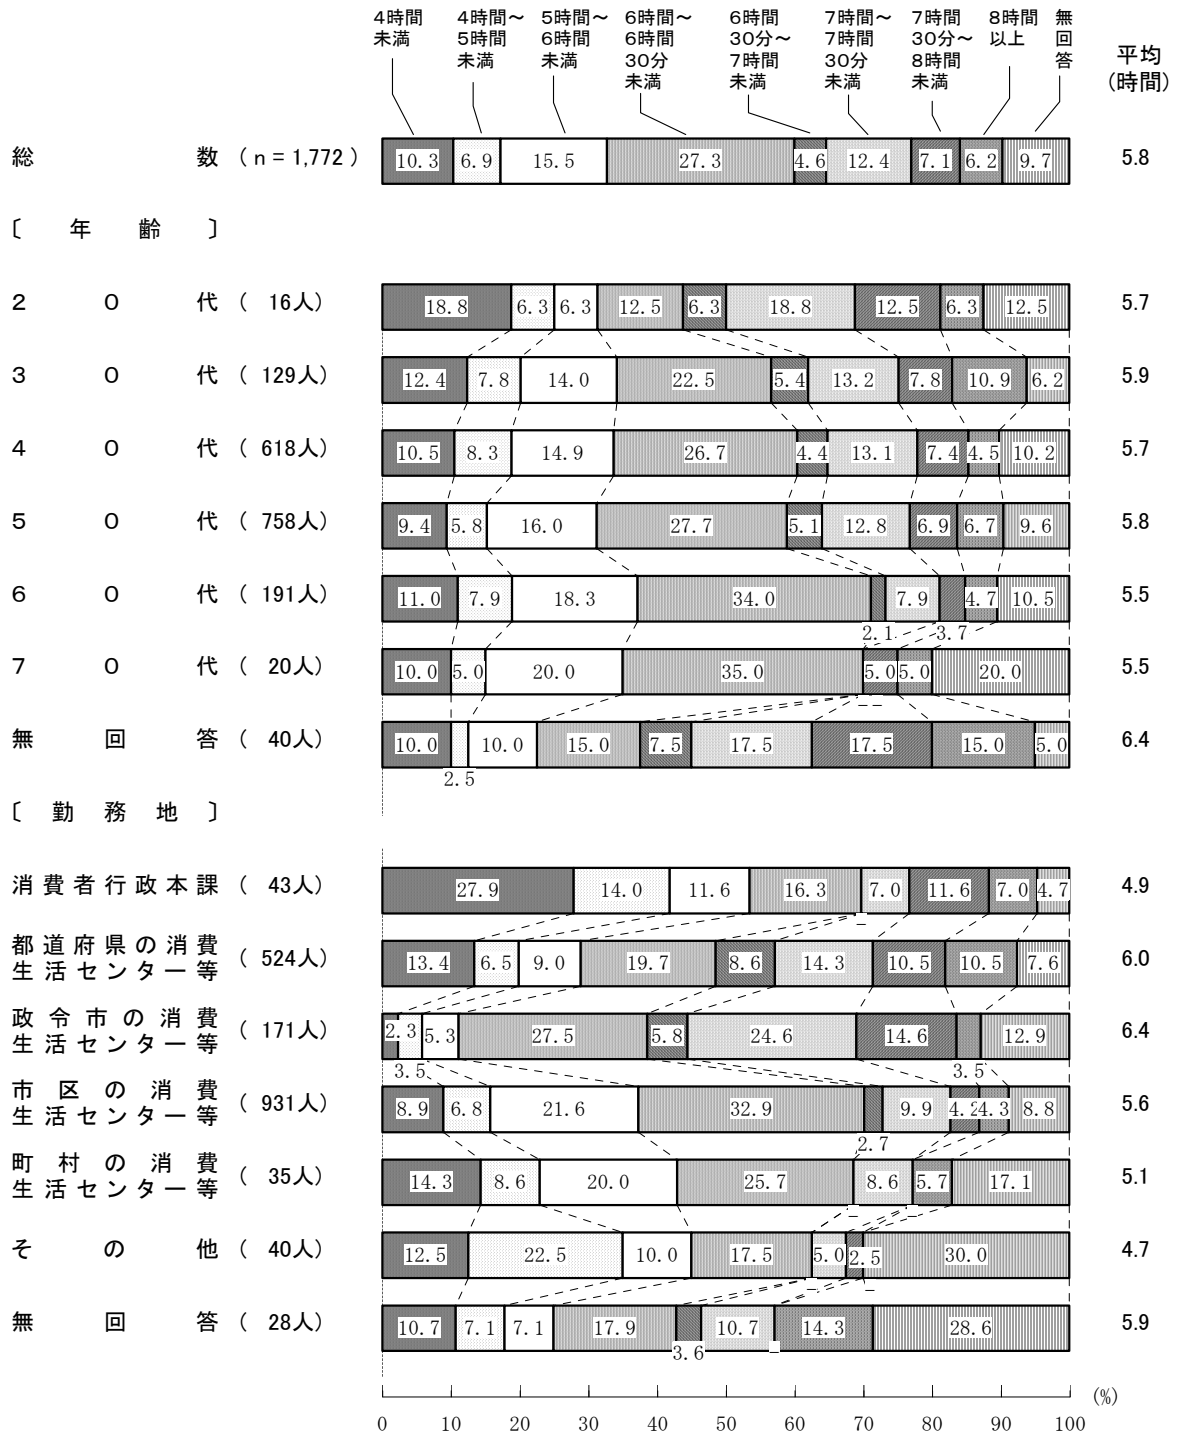 4時間未満
4時間～5時間未満
5時間～6時間未満
6時間～6時間30分未満
6時間30分～7時間未満
7時間～7時間30分未満
7時間30分～8時間未満
8時間以上
無回答
平均(時間)
総数 (n = 1,772) 10.3 6.9 15.5 27.3 4.6 12.4 7.1 6.2 9.7 5.8
〔年齢〕
２０代 ( 16人) 18.8 6.3 6.3 12.5 6.3 18.8 12.5 6.3 12.5 5.7
３０代 ( 129人) 12.4 7.8 14.0 22.5 5.4 13.2 7.8 10.9 6.2 5.9
４０代 ( 618人) 10.5 8.3 14.9 26.7 4.4 13.1 7.4 4.5 10.2 5.7
５０代 ( 758人) 9.4 5.8 16.0 27.7 5.1 12.8 6.9 6.7 9.6 5.8
６０代 ( 191人) 11.0 7.9 18.3 34.0 2.1 7.9 3.7 4.7 10.5 5.5
７０代 ( 20人) 10.0 5.0 20.0 35.0 - - 5.0 5.0 20.0 5.5
無回答 ( 40人) 10.0 2.5 10.0 15.0 7.5 17.5 17.5 15.0 5.0 6.4
〔勤務地〕
消費者行政本課 ( 43人) 27.9 14.0 11.6 16.3 - 7.0 11.6 7.0 4.7 4.9
都道府県の消費生活センター等 ( 524人) 13.4 6.5 9.0 19.7 8.6 14.3 10.5 10.5 7.6 6.0
政令市の消費生活センター等 ( 171人) 2.3 3.5 5.3 27.5 5.8 24.6 14.6 3.5 12.9 6.4
市区の消費生活センター等 ( 931人) 8.9 6.8 21.6 32.9 2.7 9.9 4.2 4.3 8.8 5.6
町村の消費生活センター等 ( 35人) 14.3 8.6 20.0 25.7 - 8.6 - 5.7 17.1 5.1
その他 ( 40人) 12.5 22.5 10.0 17.5 - 5.0 2.5 - 30.0 4.7
無回答 ( 28人) 10.7 7.1 7.1 17.9 3.6 10.7 - 14.3 28.6 5.9
0 10 20 30 40 50 60 70 80 90 100 (%)